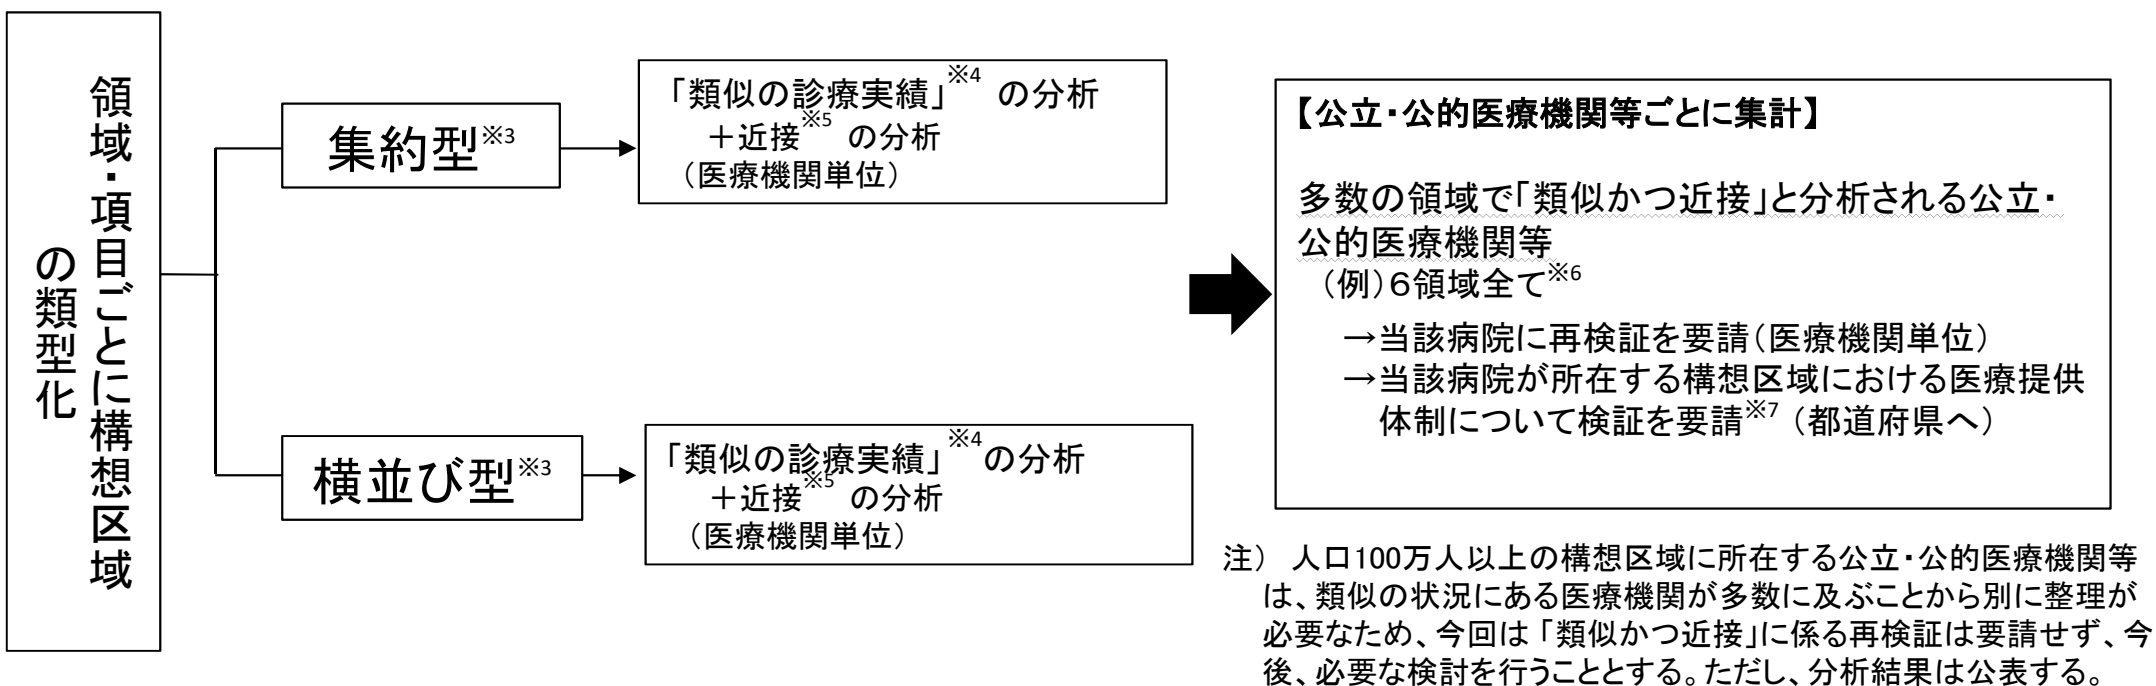 領域・項目ごとに構想区域
の類型化
集約型※3
「類似の診療実績」※4 の分析
＋近接※5 の分析
（医療機関単位）
横並び型※3
「類似の診療実績」※4の分析
＋近接※5 の分析
（医療機関単位）
【公立・公的医療機関等ごとに集計】
多数の領域で「類似かつ近接」と分析される公立・
公的医療機関等
（例）６領域全て※6
→当該病院に再検証を要請（医療機関単位）
→当該病院が所在する構想区域における医療提供
体制について検証を要請※7 （都道府県へ）
注） 人口100万人以上の構想区域に所在する公立・公的医療機関等
は、類似の状況にある医療機関が多数に及ぶことから別に整理が
必要なため、今回は「類似かつ近接」に係る再検証は要請せず、今
後、必要な検討を行うこととする。ただし、分析結果は公表する。